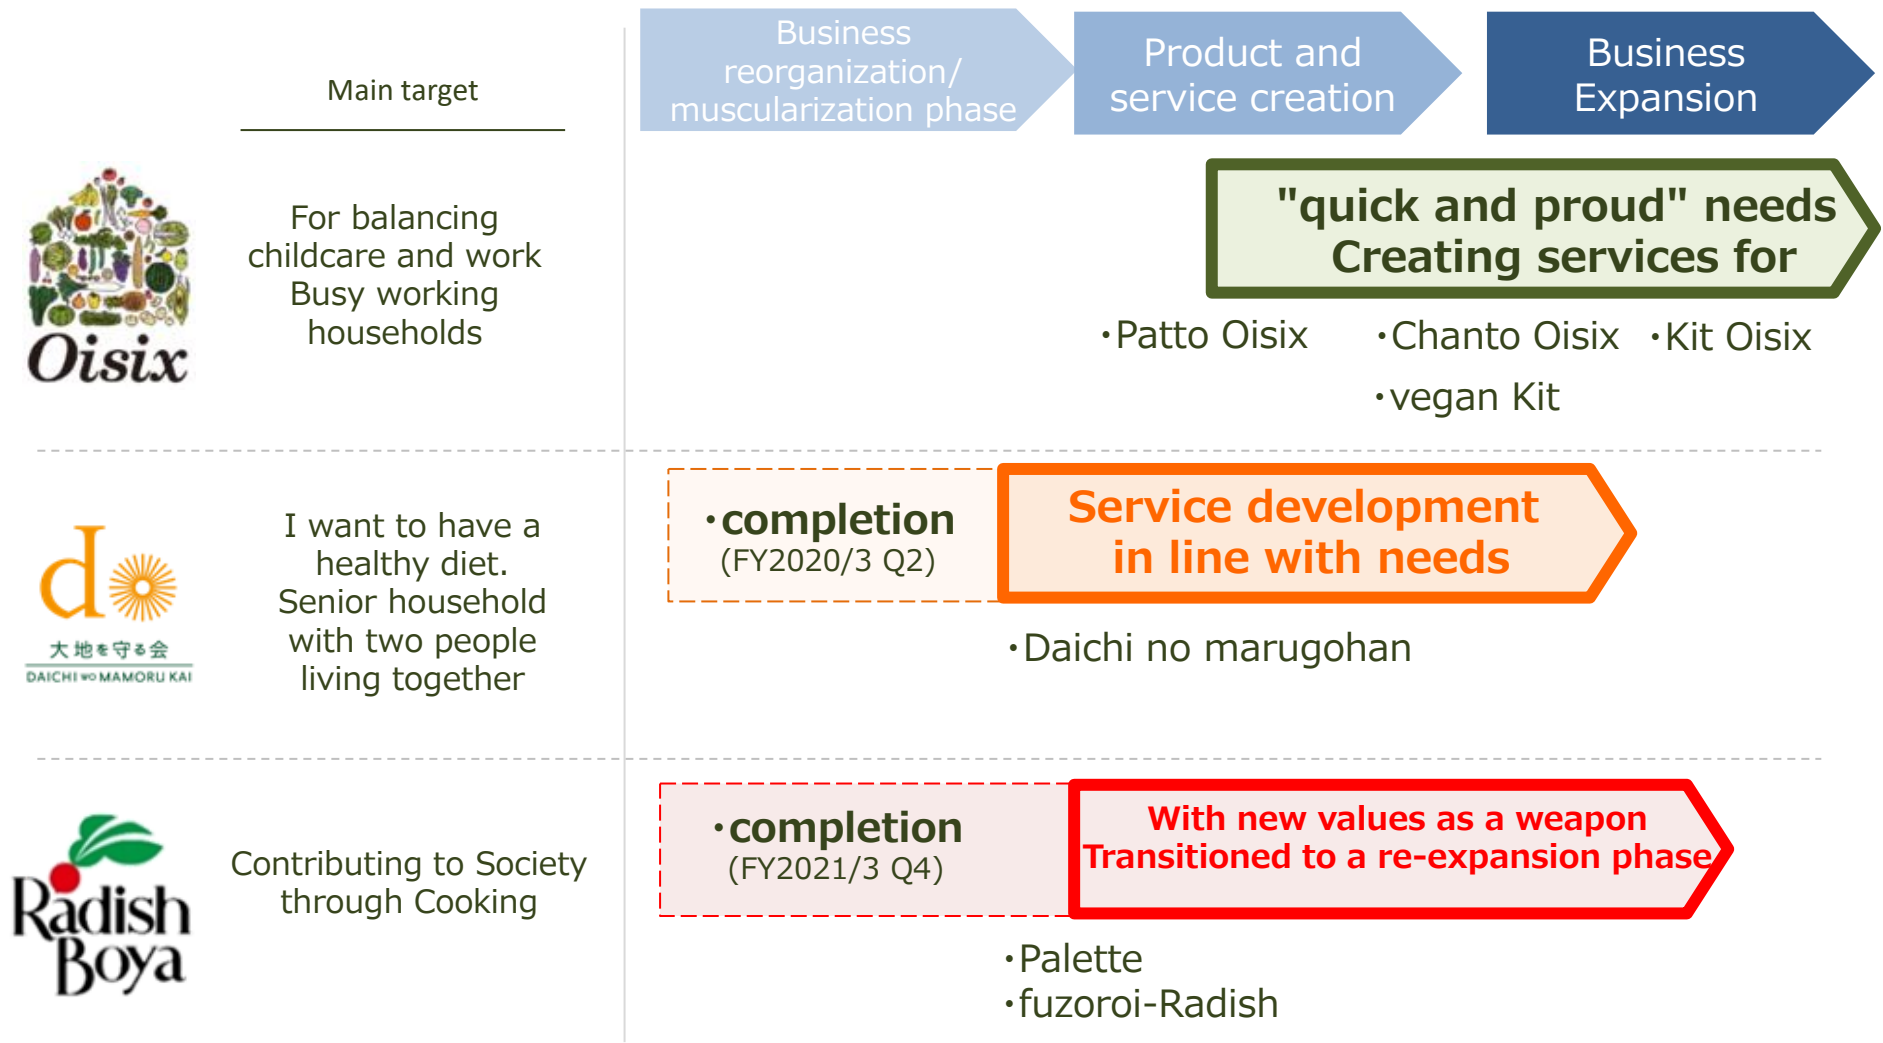 Main target
Business
reorganization/
muscularization phase
Product and
service creation
Business
Expansion
Oisix
For balancing
childcare and work
Busy working
households
"quick and proud" needs
Creating services for
・Patto Oisix
・Chanto Oisix
・Kit Oisix
・vegan Kit
do
大地を守る会
DAICHI WO MAMORU KAI
I want to have a
healthy diet.
Senior household
with two people
living together
・completion
(FY2020/3 Q2)
Service development
in line with needs
・Daichi no marugohan
Radish
Boya
Contributing to Society
through Cooking
・completion
(FY2021/3 Q4)
With new values as a weapon
Transitioned to a re-expansion phase
・Palette
・fuzoroi-Radish